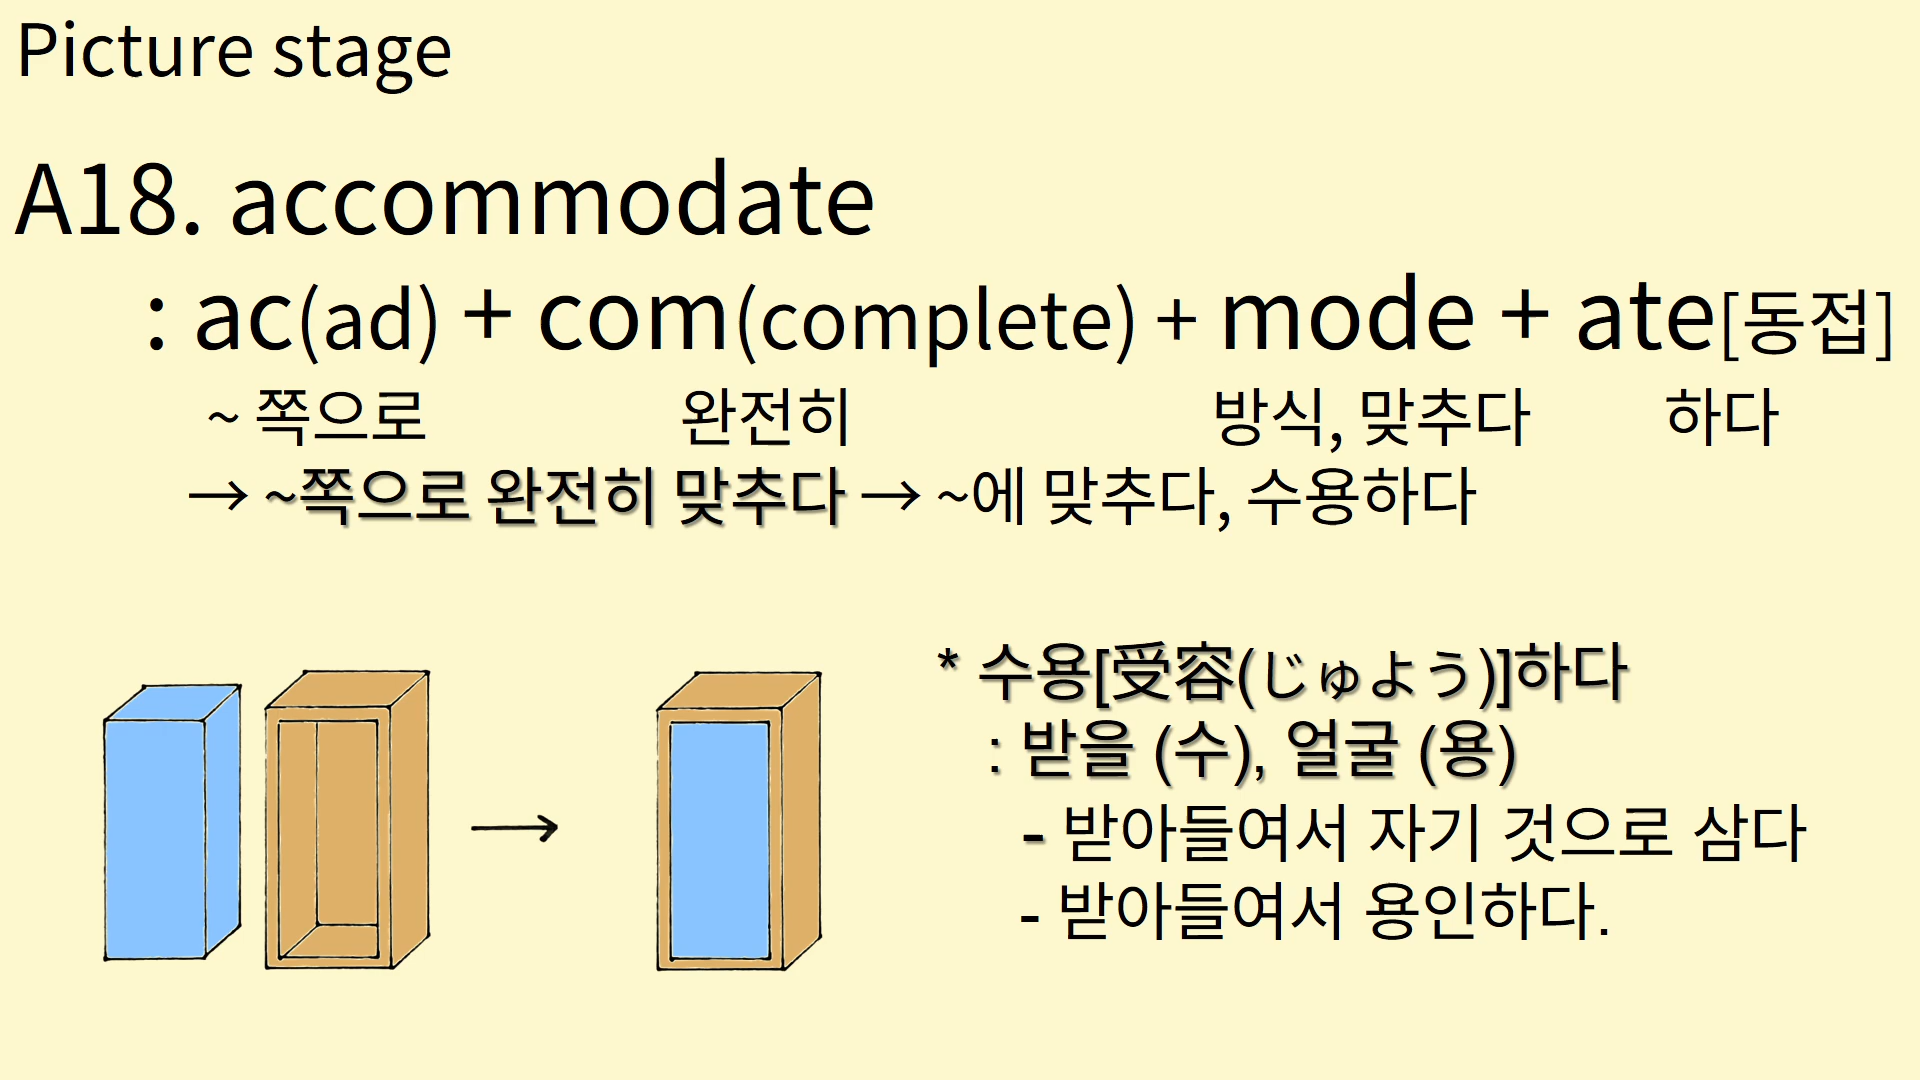 Picture stage
A18. accommodate
: ac(ad) + com(complete) + mode + ate[동접]
~ 쪽으로 완전히 방식, 맞추다 하다
→ ~쪽으로 완전히 맞추다 → ~에 맞추다, 수용하다
* 수용[受容(じゅよう)]하다
: 받을 (수), 얼굴 (용)
- 받아들여서 자기 것으로 삼다
- 받아들여서 용인하다.